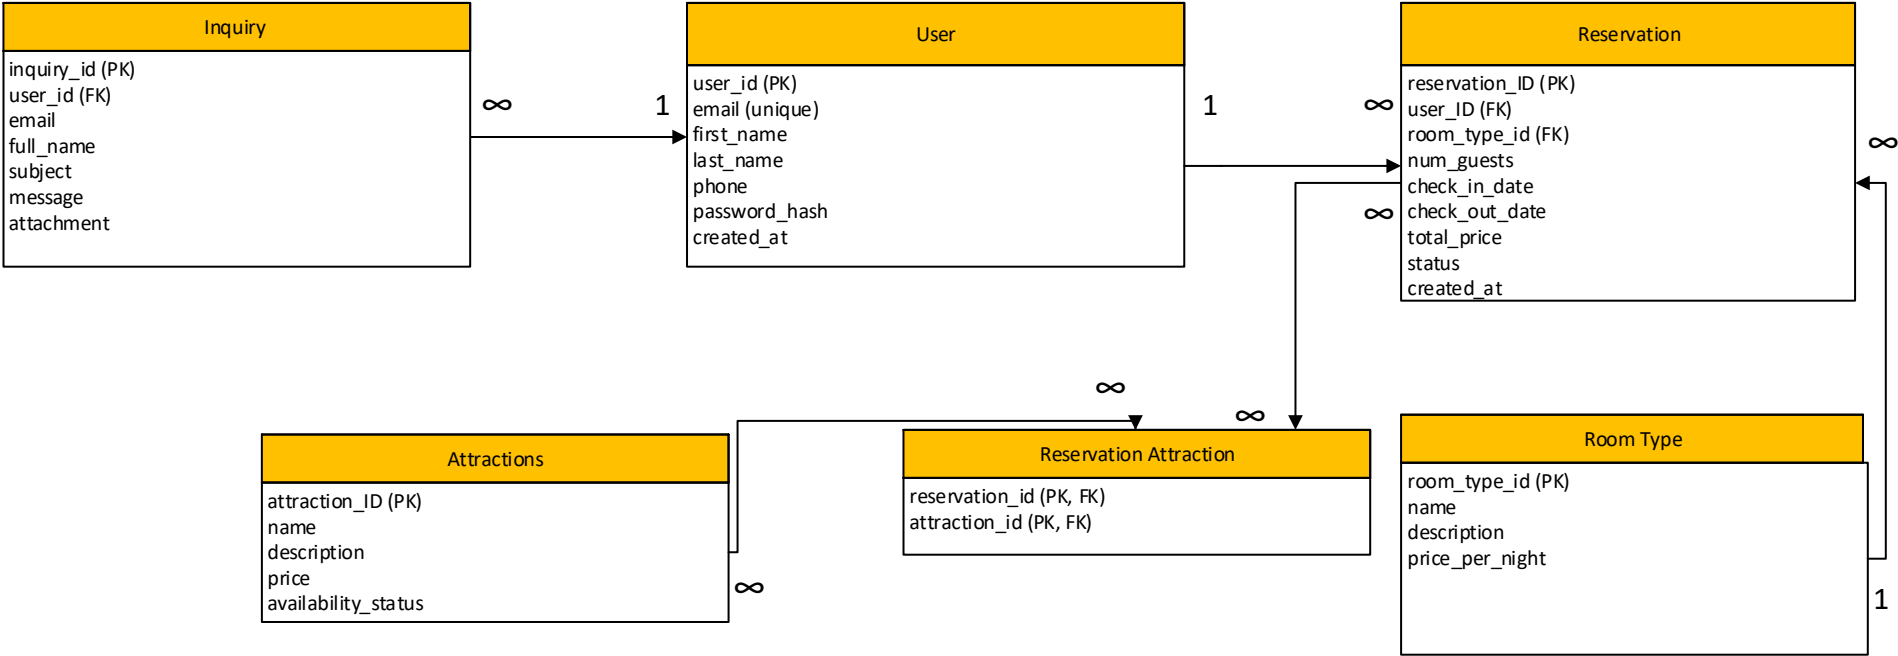 Inquiry
inquiry_id (PK)
user_id (FK)
email
full_name
subject
message
attachment
∞
1
User
user_id (PK)
email (unique)
first_name
last_name
phone
password_hash
created_at
1
∞
Reservation
reservation_ID (PK)
user_ID (FK)
room_type_id (FK)
num_guests
check_in_date
check_out_date
total_price
status
created_at
∞
∞
∞
∞
Attractions
attraction_ID (PK)
name
description
price
availability_status
∞
Reservation Attraction
reservation_id (PK, FK)
attraction_id (PK, FK)
Room Type
room_type_id (PK)
name
description
price_per_night
1